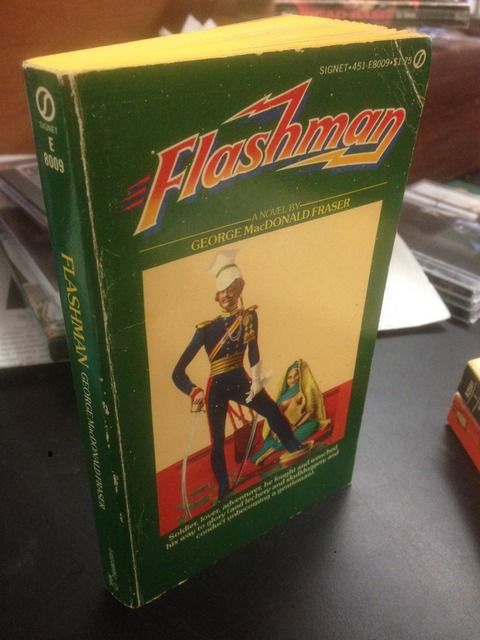 SIGNET•451-E8009•$1.75
Flashman
A NOVEL BY
GEORGE MacDONALD FRASER
Soldier, lover, adventurer, he fought and wenched
his way to glory (and lechery and skullduggery and
conduct unbecoming a gentleman).
SIGNET
E
8009
FLASHMAN GEORGE MacDONALD FRASER